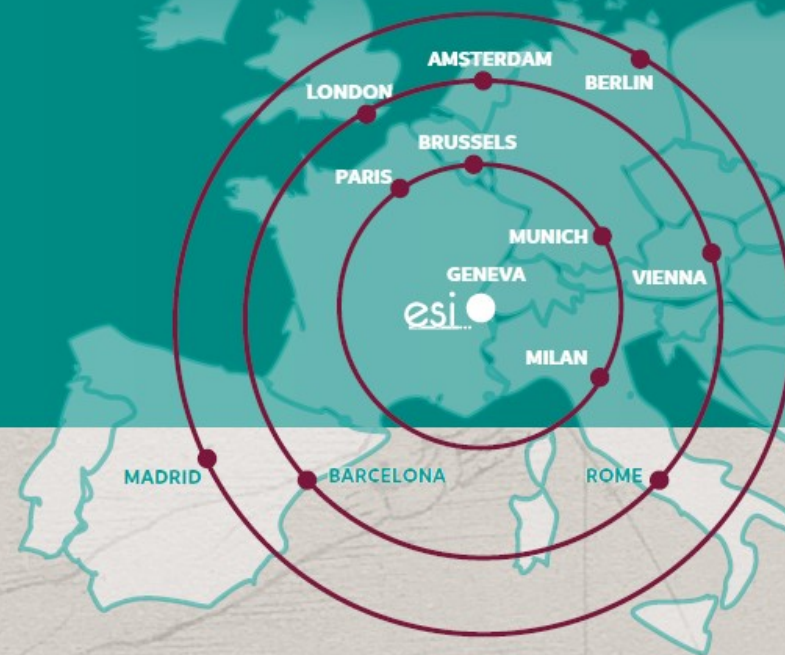 AMSTERDAM
BERLIN
LONDON
BRUSSELS
PARIS
MUNICH
GENEVA
VIENNA
esi
MILAN
MADRID
BARCELONA
ROME